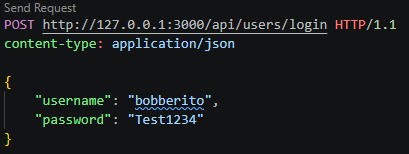 Send Request
POST http://127.0.0.1:3000/api/users/login HTTP/1.1
content-type: application/json

{
    "username": "bobberito",
    "password": "Test1234"
}